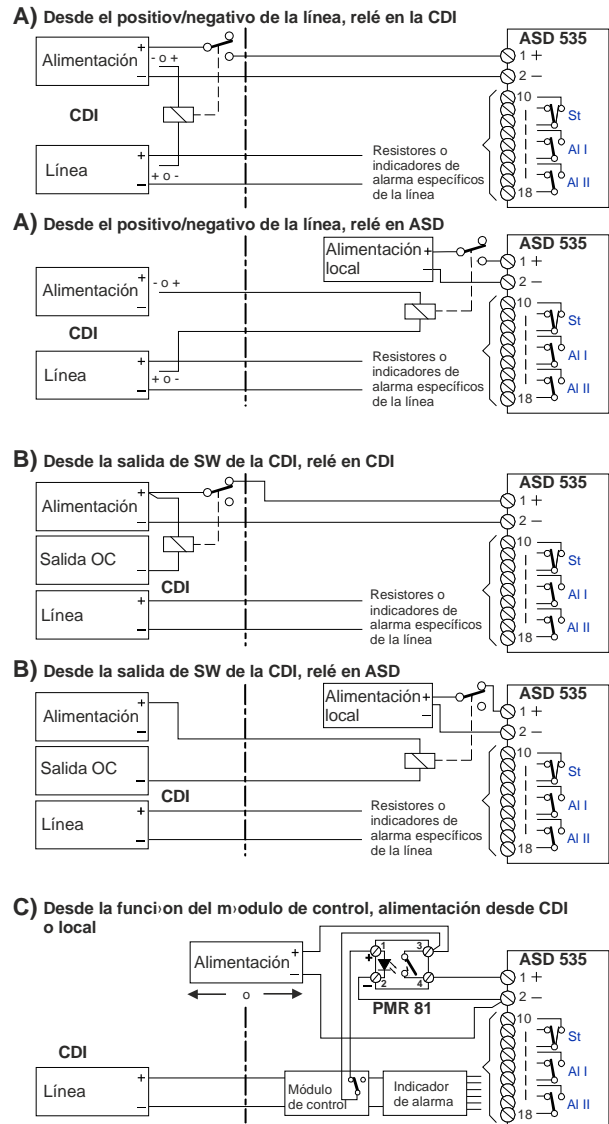 A) Desde el positiov/negativo de la línea, relé en la CDI
ASD 535
Alimentación
+
- o +
–
1 +
2 –
CDI
10
St
Al I
Al II
18
Línea
+
+ o -
–
Resistores o
indicadores de
alarma específicos
de la línea
A) Desde el positivo/negativo de la línea, relé en ASD
Alimentación
local
+
–
ASD 535
1 +
2 –
Alimentación
+
- o +
–
CDI
10
St
Al I
Al II
18
Línea
+
+ o -
–
Resistores o
indicadores de
alarma específicos
de la línea
B) Desde la salida de SW de la CDI, relé en CDI
ASD 535
Alimentación
+
–
1 +
2 –
Salida OC
–
CDI
10
St
Al I
Al II
18
Línea
+
–
Resistores o
indicadores de
alarma específicos
de la línea
B) Desde la salida de SW de la CDI, relé en ASD
Alimentación
local
+
–
ASD 535
1 +
2 –
Alimentación
+
–
Salida OC
–
CDI
10
St
Al I
Al II
18
Línea
+
–
Resistores o
indicadores de
alarma específicos
de la línea
C) Desde la funci›on del m›odulo de control, alimentación desde CDI
o local
Alimentación
+
–
o
1
3
+
2
4
–
PMR 81
ASD 535
1 +
2 –
10
St
Al I
Al II
18
CDI
Línea
+
–
Módulo
de control
Indicador
de alarma